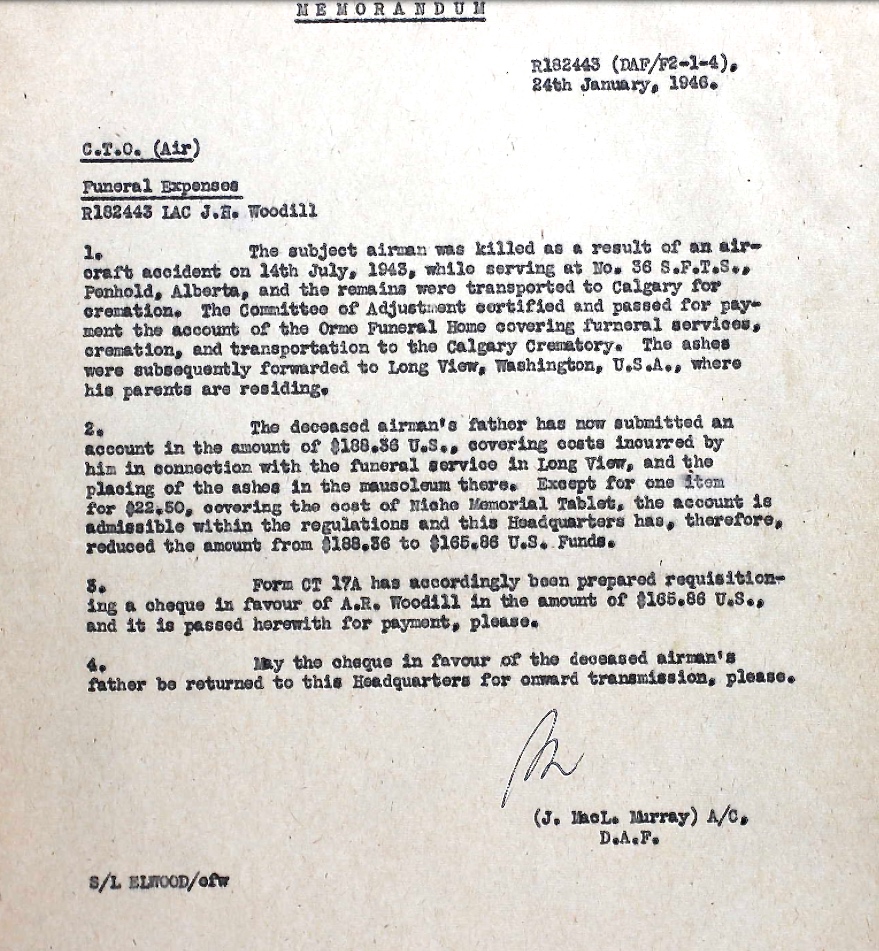 MEMORANDUM
R182443 (DAF/F2-1-4).
24th January, 1946.
C.T.O. (Air)
Funeral Expenses
R182443 LAC J.H. Woodill
1. The subject airman was killed as a result of an air-
craft accident on 14th July, 1943, while serving at No. 36 S.F.T.S.,
Penhold, Alberta, and the remains were transported to Calgary for
cremation. The Committee of Adjustment certified and passed for pay-
ment the account of the Orme Funeral Home covering furneral services,
cremation, and transportation to the Calgary Crematory. The ashes
were subsequently forwarded to Long View, Washington, U.S.A., where
his parents are residing.
2. The deceased airman's father has now submitted an
account in the amount of $188.36 U.S., covering costs incurred by
him in connection with the funeral service in Long View, and the
placing of the ashes in the mausoleum there. Except for one item
for $22.50, covering the cost of Niche Memorial Tablet, the account is
admissible within the regulations and this Headquarters has, therefore,
reduced the amount from $188.36 to $165.86 U.S. Funds.
3. Form CT 17A has accordingly been prepared requisition-
ing a cheque in favour of A.R. Woodill in the amount of $165.86 U.S.,
and it is passed herewith for payment, please.
4. May the cheque in favour of the deceased airman's
father be returned to this Headquarters for onward transmission, please.
(J. MacL. Murray) A/C,
D.A.F.
S/L ELWOOD/efw